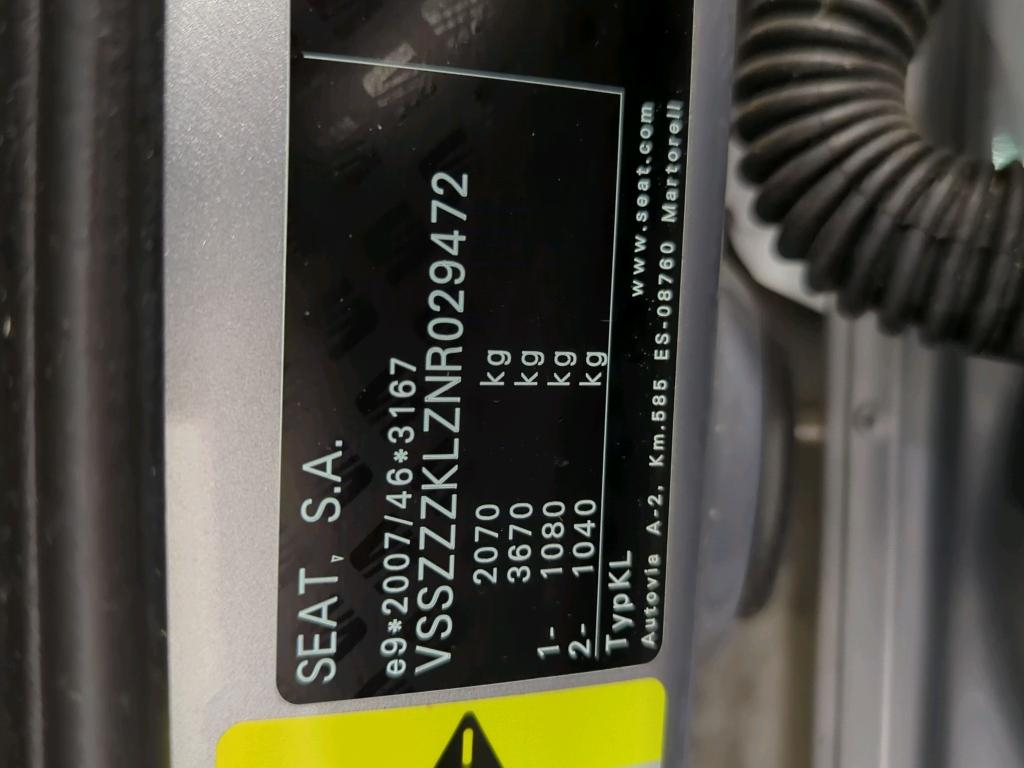 SEAT, S.A.
e9*2007/46*3167
VSSZZZKLZNR029472
2070 kg
3670 kg
1- 1080 kg
2- 1040 kg
TypKL
www.seat.com
Autovia A-2, Km.585 ES-08760 Martorell